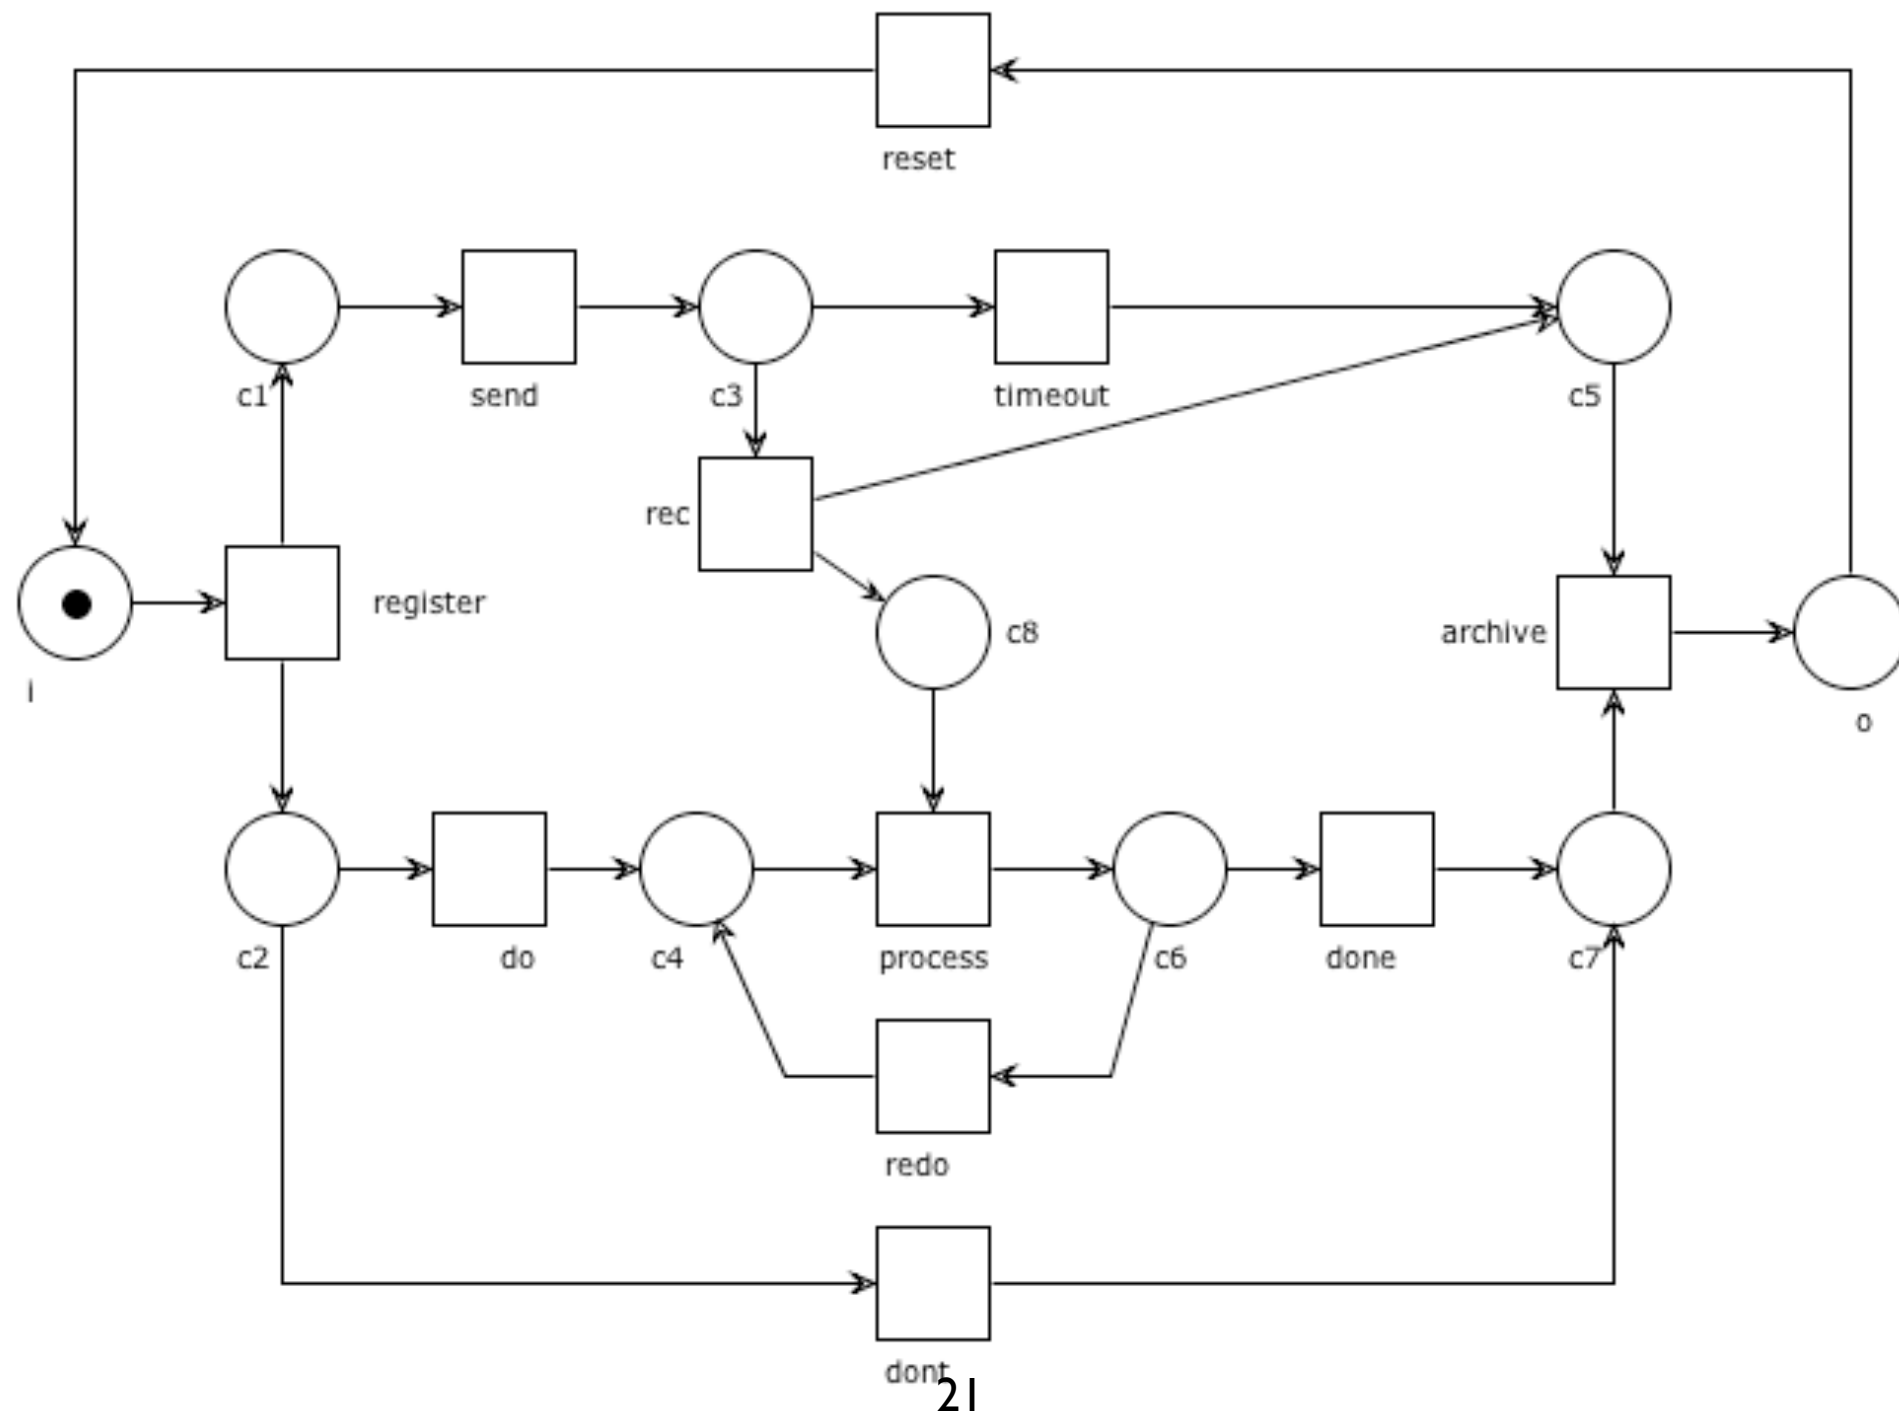 reset
c1
send
c3
timeout
c5
rec
i
register
c8
archive
o
c2
do
c4
process
c6
done
c7
redo
dont
21